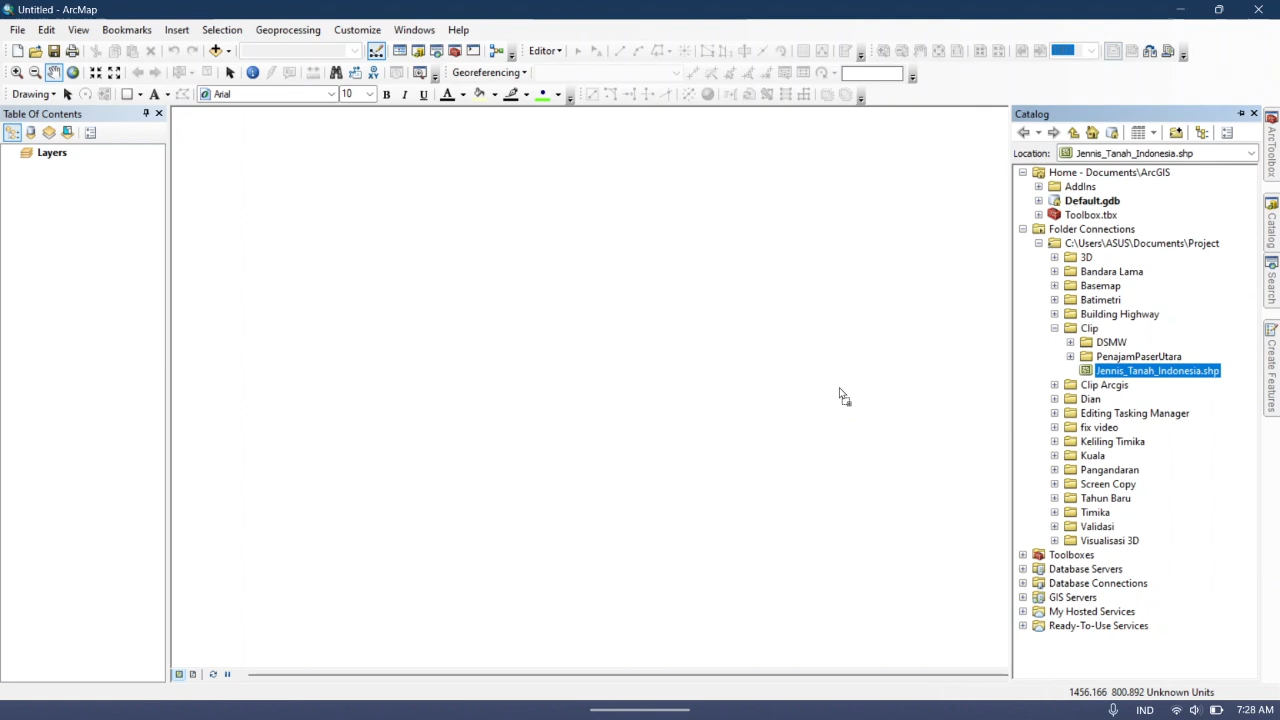 Untitled - ArcMap
File Edit View Bookmarks Insert Selection Geoprocessing Customize Windows Help
Editor
Georeferencing
Drawing A Arial 10 B I U A
Table Of Contents
Layers
Catalog
Location: Jennis_Tanah_Indonesia.shp
Home - Documents\ArcGIS
AddIns
Default.gdb
Toolbox.tbx
Folder Connections
C:\Users\ASUS\Documents\Project
3D
Bandara Lama
Basemap
Batimetri
Building Highway
Clip
DSMW
PenajamPaserUtara
Jennis_Tanah_Indonesia.shp
Clip Arcgis
Dian
Editing Tasking Manager
fix video
Keliling Timika
Kuala
Pangandaran
Screen Copy
Tahun Baru
Timika
Validasi
Visualisasi 3D
Toolboxes
Database Servers
Database Connections
GIS Servers
My Hosted Services
Ready-To-Use Services
ArcToolbox
Catalog
Search
Create Features
1456.166 800.892 Unknown Units
IND 7:28 AM